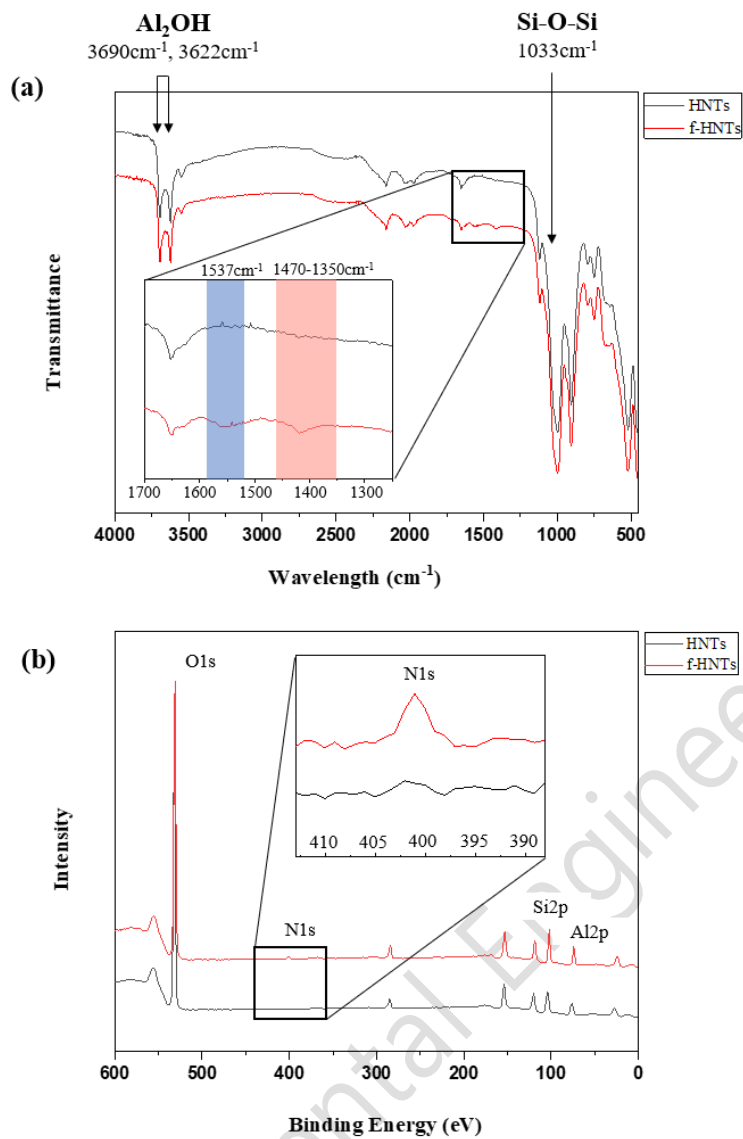 Al₂OH
3690cm⁻¹, 3622cm⁻¹
Si-O-Si
1033cm⁻¹
(a)
HNTs
f-HNTs
Transmittance
1537cm⁻¹
1470-1350cm⁻¹
1700 1600 1500 1400 1300
4000 3500 3000 2500 2000 1500 1000 500
Wavelength (cm⁻¹)
(b)
HNTs
f-HNTs
O1s
N1s
410 405 400 395 390
Intensity
N1s
Si2p
Al2p
600 500 400 300 200 100 0
Binding Energy (eV)
ental Enginee